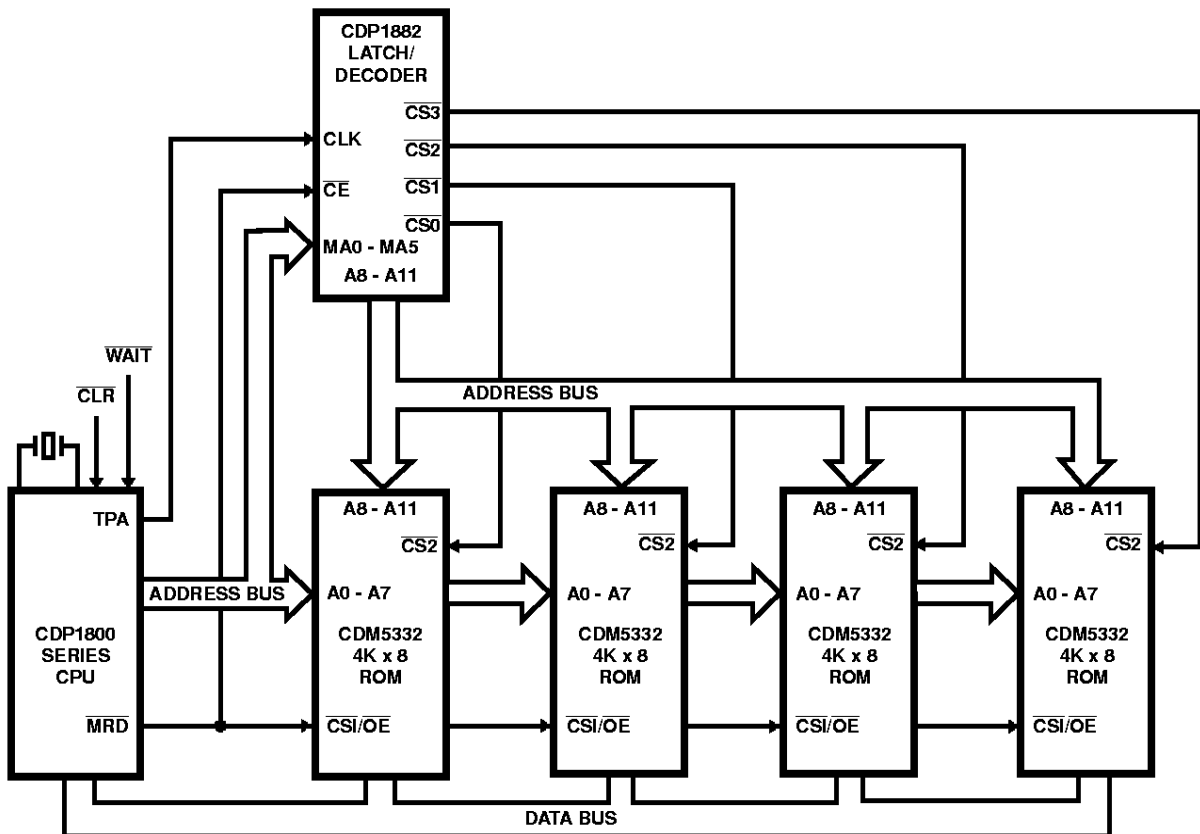 CDP1882
LATCH/
DECODER
CS3
CLK
CS2
CE
CS1
CS0
MA0 - MA5
A8 - A11
WAIT
CLR
ADDRESS BUS
TPA
A8 - A11
A8 - A11
A8 - A11
A8 - A11
CS2
CS2
CS2
CS2
ADDRESS BUS
A0 - A7
A0 - A7
A0 - A7
A0 - A7
CDP1800
SERIES
CPU
CDM5332
4K x 8
ROM
CDM5332
4K x 8
ROM
CDM5332
4K x 8
ROM
CDM5332
4K x 8
ROM
MRD
CSI/OE
CSI/OE
CSI/OE
CSI/OE
DATA BUS